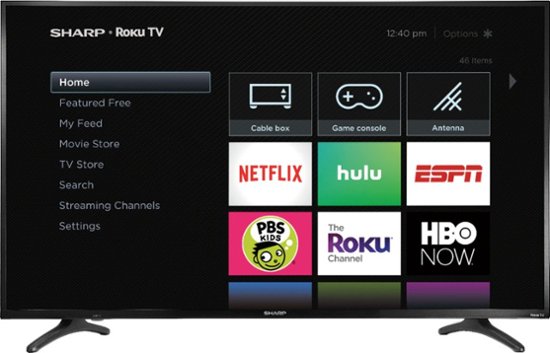 SHARP • Roku TV
12:40 pm
Options
46 Items
Home
Featured Free
My Feed
Movie Store
TV Store
Search
Streaming Channels
Settings
Cable box
Game console
Antenna
NETFLIX
hulu
ESPN
PBS
KIDS
The
Roku
Channel
HBO
NOW
SHARP
Roku TV